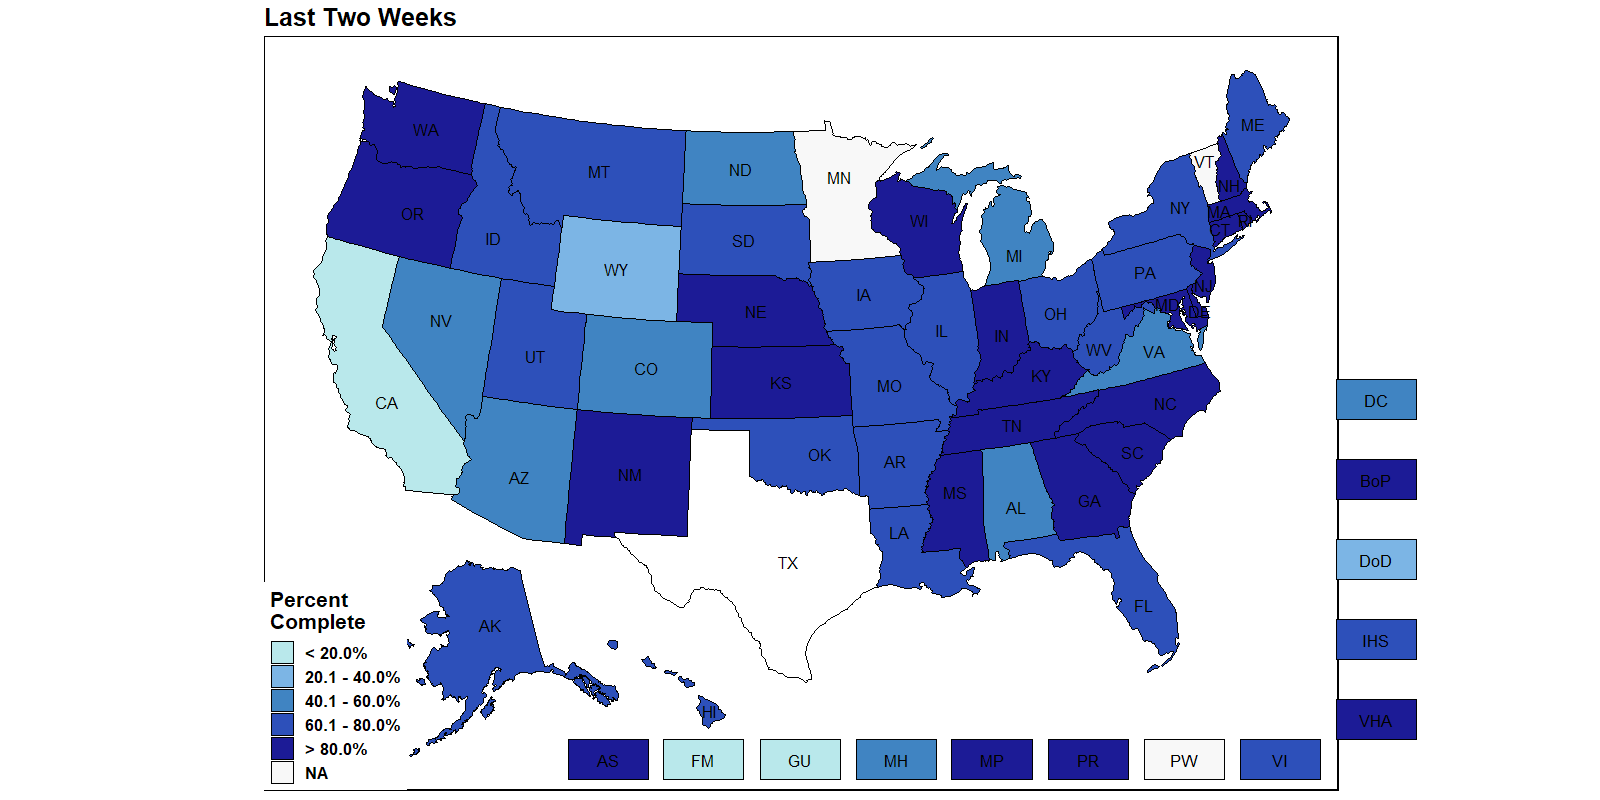 Last Two Weeks
WA
MT
ND
MN
ME
VT
NH
OR
ID
SD
WI
NY
MA
RI
CT
WY
MI
PA
NJ
NV
NE
IA
IL
IN
OH
MD
DE
UT
CO
KS
MO
WV
VA
KY
CA
NC
TN
DC
AZ
NM
OK
AR
SC
MS
AL
GA
BoP
LA
TX
DoD
FL
AK
IHS
HI
VHA
Percent
Complete
< 20.0%
20.1 - 40.0%
40.1 - 60.0%
60.1 - 80.0%
> 80.0%
NA
AS
FM
GU
MH
MP
PR
PW
VI